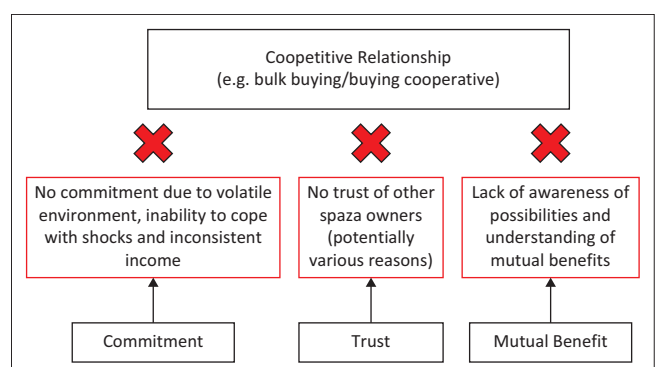 Coopetitive Relationship
(e.g. bulk buying/buying cooperative)
No commitment due to volatile
environment, inability to cope
with shocks and inconsistent
income
No trust of other
spaza owners
(potentially
various reasons)
Lack of awareness of
possibilities and
understanding of
mutual benefits
Commitment
Trust
Mutual Benefit